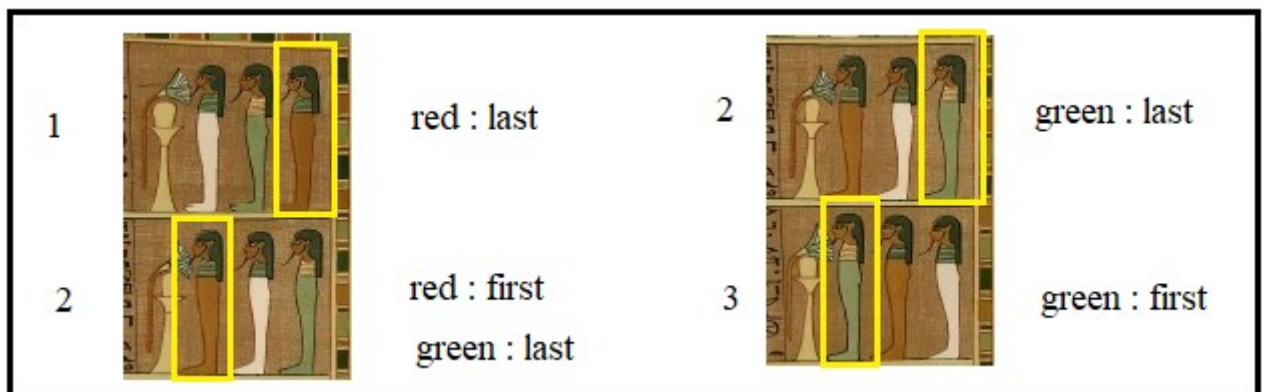 1
red : last
2
red : first
green : last
2
green : last
3
green : first